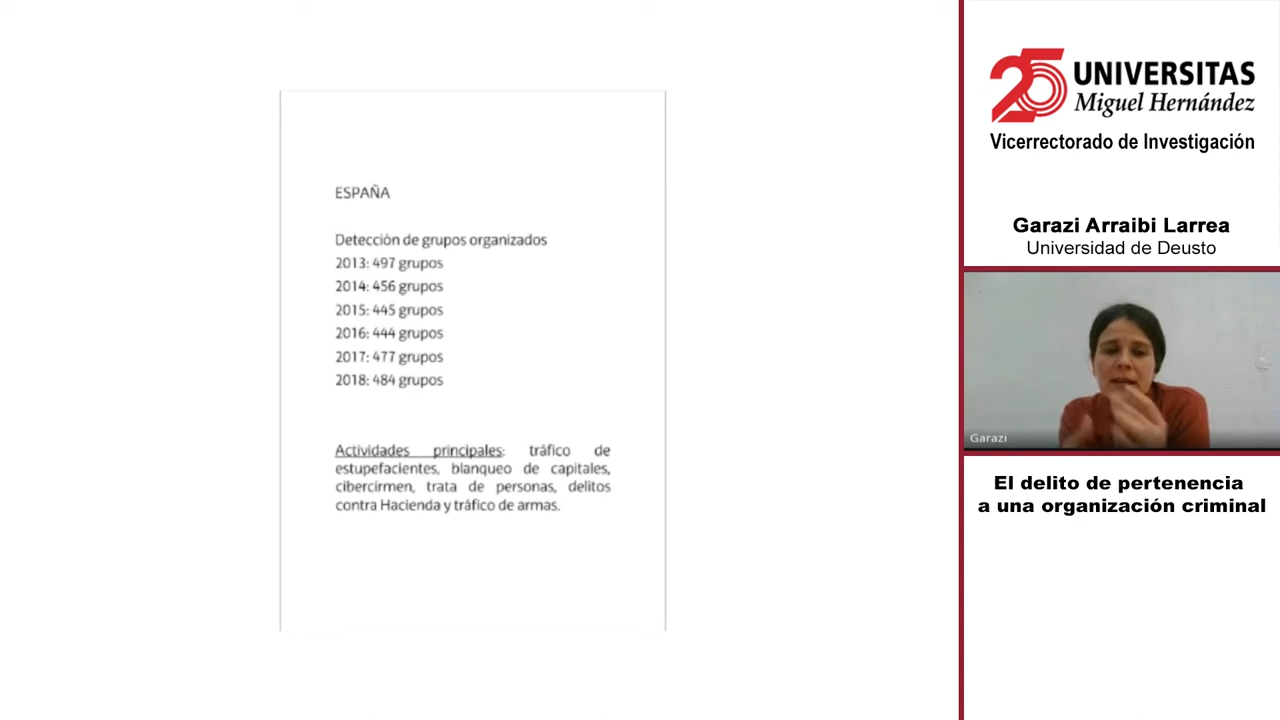 ESPAÑA
Detección de grupos organizados
2013: 497 grupos
2014: 456 grupos
2015: 445 grupos
2016: 444 grupos
2017: 477 grupos
2018: 484 grupos
Actividades principales: tráfico de
estupefacientes, blanqueo de capitales,
cibercirmen, trata de personas, delitos
contra Hacienda y tráfico de armas.
25 UNIVERSITAS
Miguel Hernández
Vicerrectorado de Investigación
Garazi Arraibi Larrea
Universidad de Deusto
Garazi
El delito de pertenencia
a una organización criminal